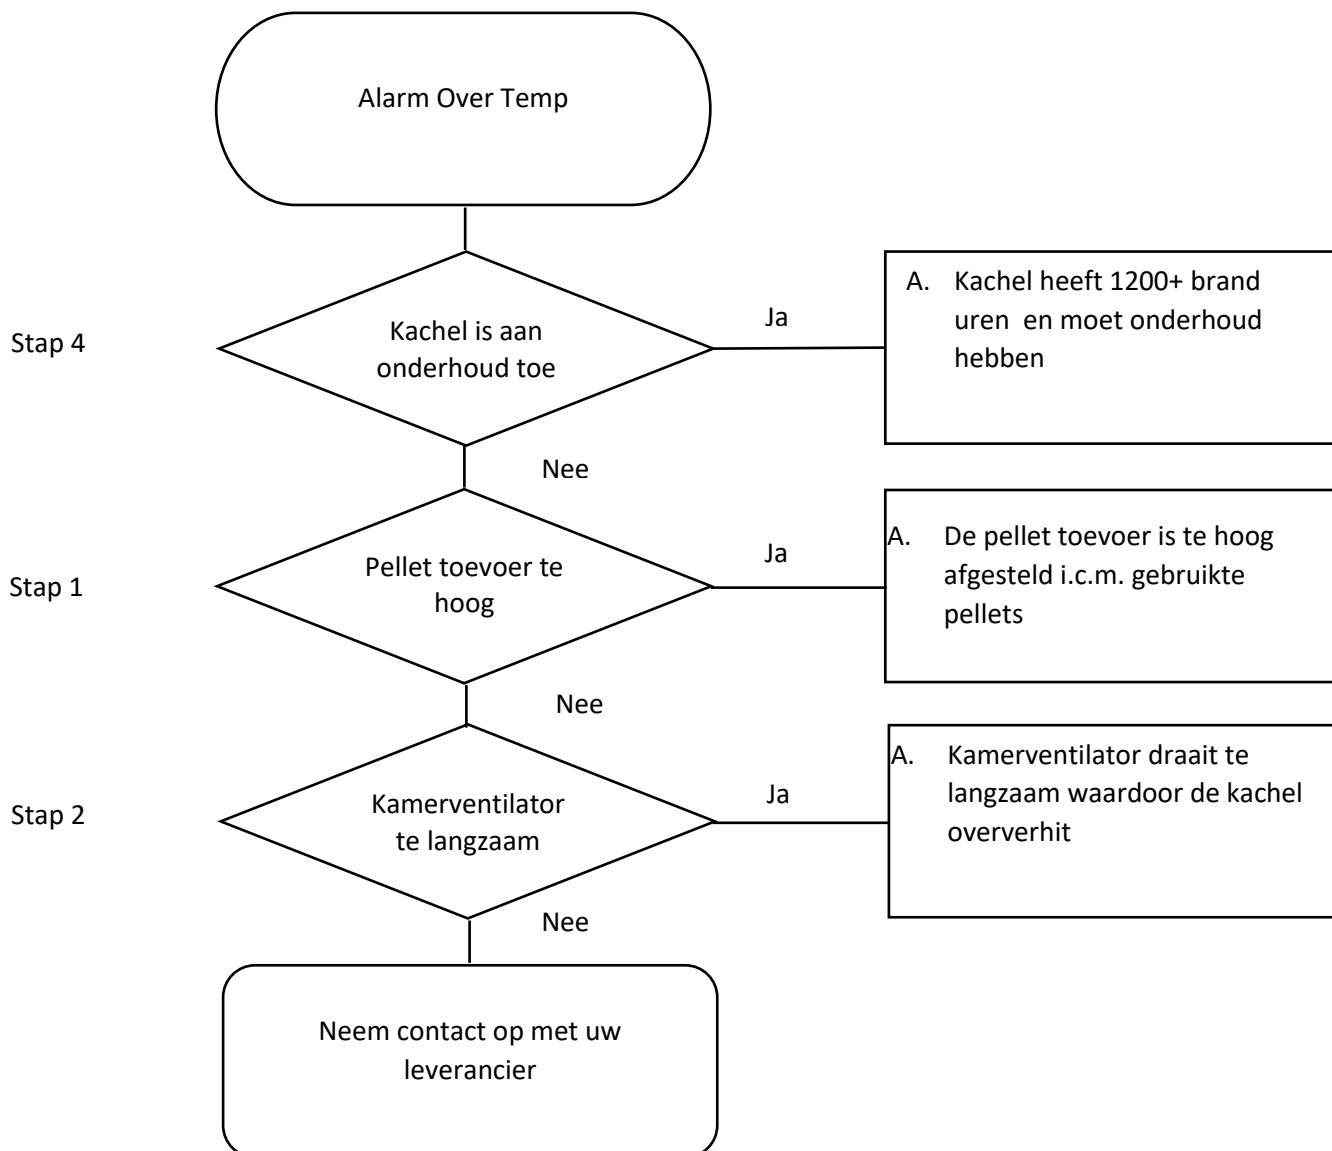 Alarm Over Temp
Stap 4
Kachel is aan
onderhoud toe
Ja
A. Kachel heeft 1200+ brand
uren en moet onderhoud
hebben
Nee
Stap 1
Pellet toevoer te
hoog
Ja
A. De pellet toevoer is te hoog
afgesteld i.c.m. gebruikte
pellets
Nee
Stap 2
Kamerventilator
te langzaam
Ja
A. Kamerventilator draait te
langzaam waardoor de kachel
oververhit
Nee
Neem contact op met uw
leverancier